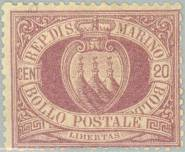 REP. DI S. MARINO
CENT 20
BOLLO POSTALE
LIBERTAS